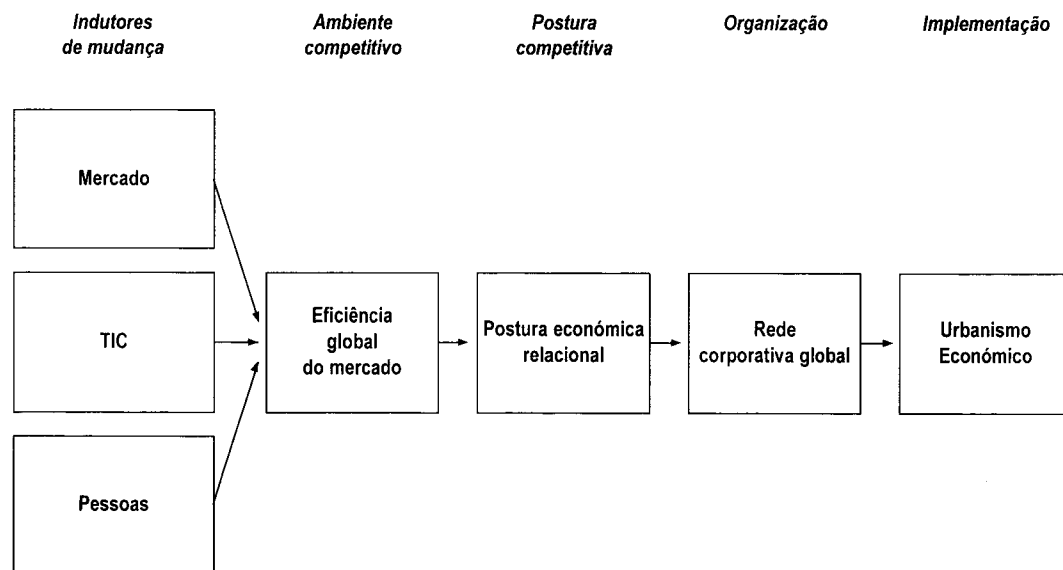 Indutores
de mudança
Ambiente
competitivo
Postura
competitiva
Organização
Implementação
Mercado
TIC
Pessoas
Eficiência
global
do mercado
Postura económica
relacional
Rede
corporativa global
Urbanismo
Económico